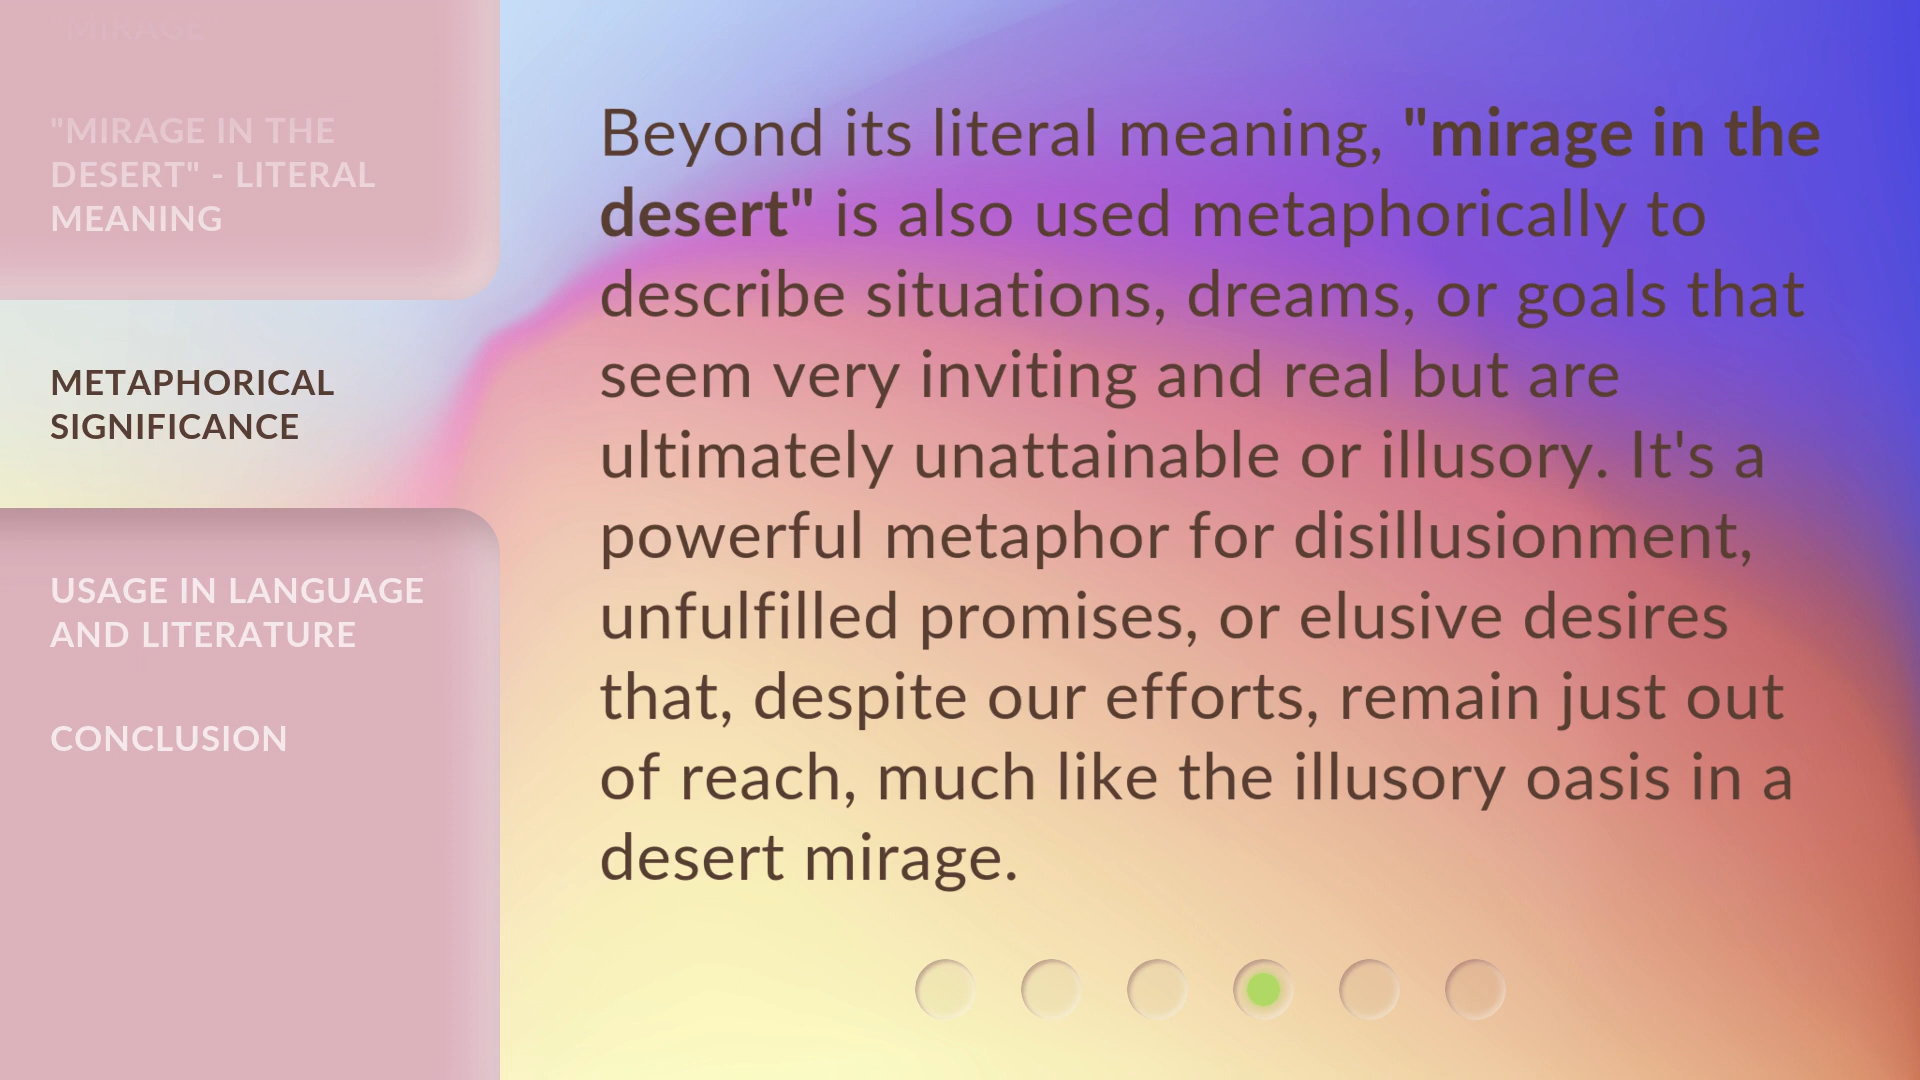 "MIRAGE"
"MIRAGE IN THE
DESERT" - LITERAL
MEANING
METAPHORICAL
SIGNIFICANCE
USAGE IN LANGUAGE
AND LITERATURE
CONCLUSION
Beyond its literal meaning, "mirage in the
desert" is also used metaphorically to
describe situations, dreams, or goals that
seem very inviting and real but are
ultimately unattainable or illusory. It's a
powerful metaphor for disillusionment,
unfulfilled promises, or elusive desires
that, despite our efforts, remain just out
of reach, much like the illusory oasis in a
desert mirage.